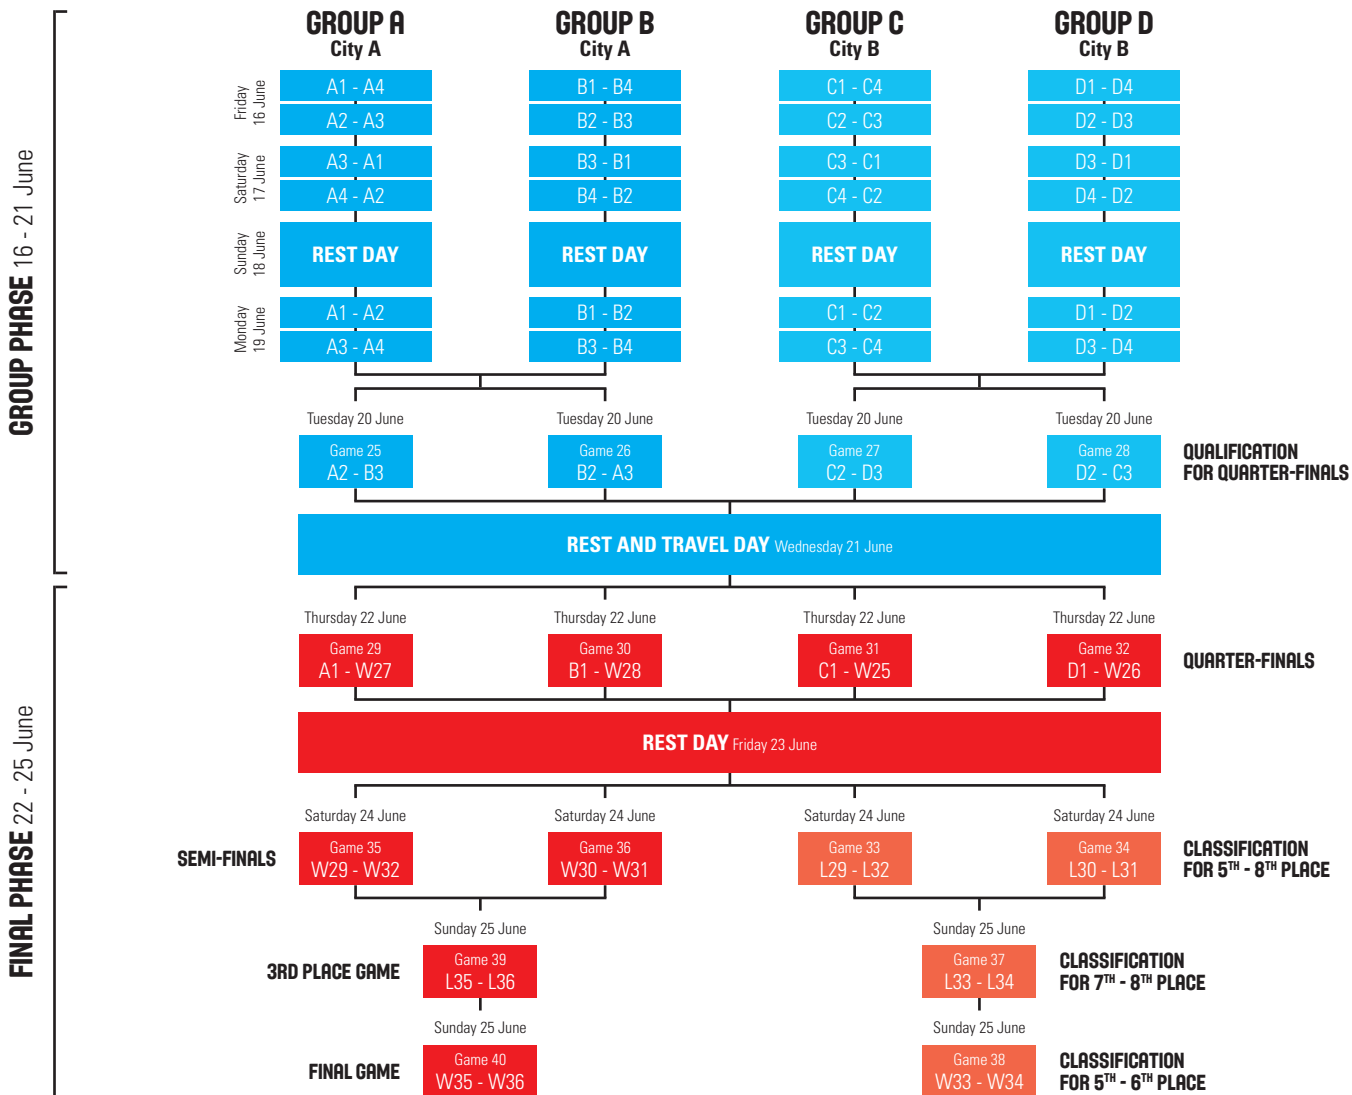 GROUP A
City A
GROUP B
City A
GROUP C
City B
GROUP D
City B
GROUP PHASE 16 - 21 June
Friday
16 June
A1 - A4
B1 - B4
C1 - C4
D1 - D4
A2 - A3
B2 - B3
C2 - C3
D2 - D3
Saturday
17 June
A3 - A1
B3 - B1
C3 - C1
D3 - D1
A4 - A2
B4 - B2
C4 - C2
D4 - D2
Sunday
18 June
REST DAY
REST DAY
REST DAY
REST DAY
Monday
19 June
A1 - A2
B1 - B2
C1 - C2
D1 - D2
A3 - A4
B3 - B4
C3 - C4
D3 - D4
Tuesday 20 June
Tuesday 20 June
Tuesday 20 June
Tuesday 20 June
Game 25
A2 - B3
Game 26
B2 - A3
Game 27
C2 - D3
Game 28
D2 - C3
QUALIFICATION
FOR QUARTER-FINALS
REST AND TRAVEL DAY Wednesday 21 June
FINAL PHASE 22 - 25 June
Thursday 22 June
Thursday 22 June
Thursday 22 June
Thursday 22 June
Game 29
A1 - W27
Game 30
B1 - W28
Game 31
C1 - W25
Game 32
D1 - W26
QUARTER-FINALS
REST DAY Friday 23 June
Saturday 24 June
Saturday 24 June
Saturday 24 June
Saturday 24 June
SEMI-FINALS
Game 35
W29 - W32
Game 36
W30 - W31
Game 33
L29 - L32
Game 34
L30 - L31
CLASSIFICATION
FOR 5TH - 8TH PLACE
Sunday 25 June
Sunday 25 June
3RD PLACE GAME
Game 39
L35 - L36
Game 37
L33 - L34
CLASSIFICATION
FOR 7TH - 8TH PLACE
Sunday 25 June
Sunday 25 June
FINAL GAME
Game 40
W35 - W36
Game 38
W33 - W34
CLASSIFICATION
FOR 5TH - 6TH PLACE